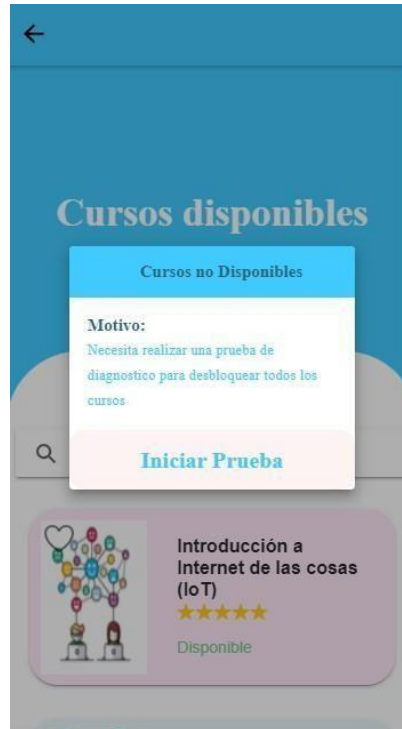 Cursos disponibles
Cursos no Disponibles
Motivo:
Necesita realizar una prueba de
diagnostico para desbloquear todos los
cursos
Iniciar Prueba
Introducción a
Internet de las cosas
(IoT)
Disponible